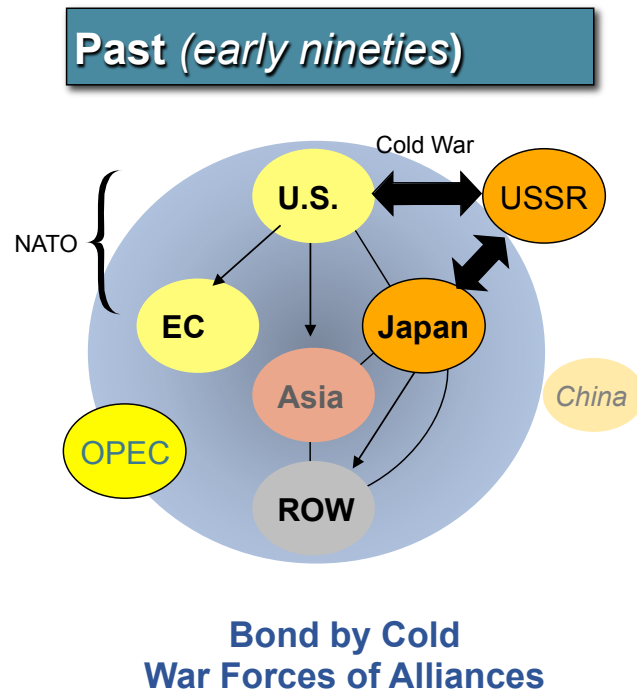 Past (early nineties)
Cold War
U.S.
USSR
NATO
EC
Japan
Asia
China
OPEC
ROW
Bond by Cold
War Forces of Alliances